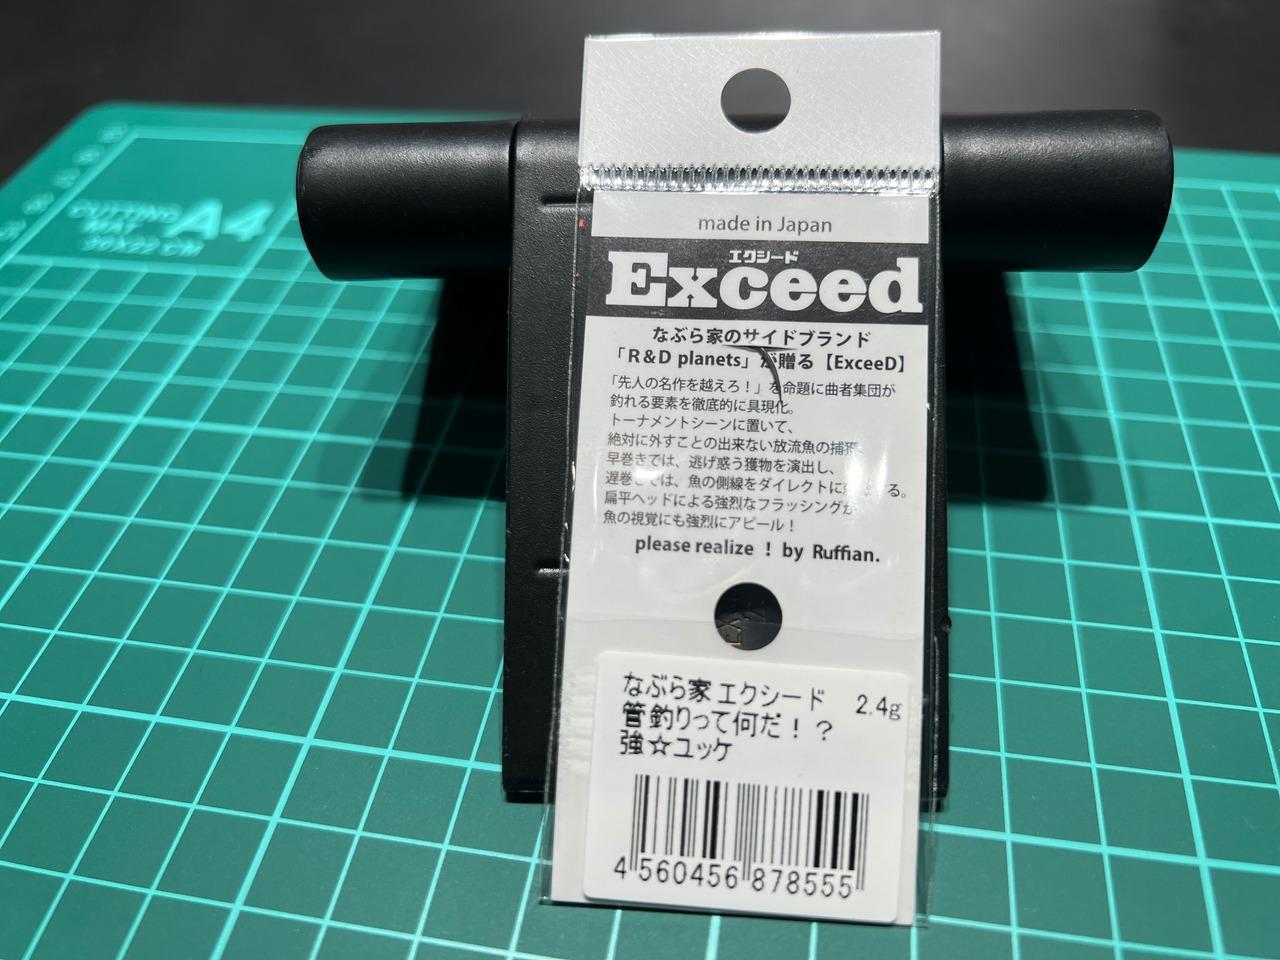 CUTTING
MAT A4
30X22 CM
made in Japan
エクシード
Exceed
なぶら家のサイドブランド
「R&D planets」が贈る【ExceeD】
「先人の名作を越えろ！」を命題に曲者集団が
釣れる要素を徹底的に具現化。
トーナメントシーンに置いて、
絶対に外すことの出来ない放流魚の捕獲。
早巻きでは、逃げ惑う獲物を演出し、
遅巻きでは、魚の側線をダイレクトに る。
扁平ヘッドによる強烈なフラッシングが
魚の視覚にも強烈にアピール！
please realize ！ by Ruffian.
なぶら家 エクシード 2.4g
管釣りって何だ！？
強☆ユッケ
4 560456 878555